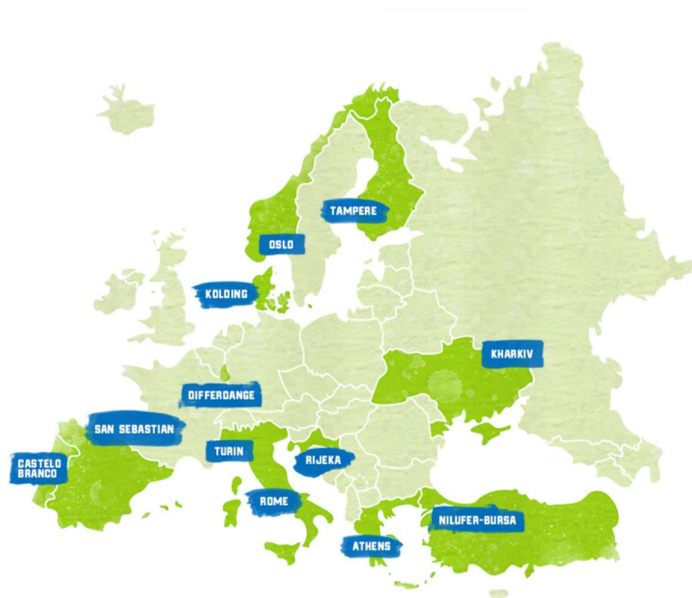 TAMPERE
OSLO
KOLDING
KHARKIV
DIFFERDANGE
SAN SEBASTIAN
TURIN
RIJEKA
CASTELO
BRANCO
ROME
NILUFER-BURSA
ATHENS